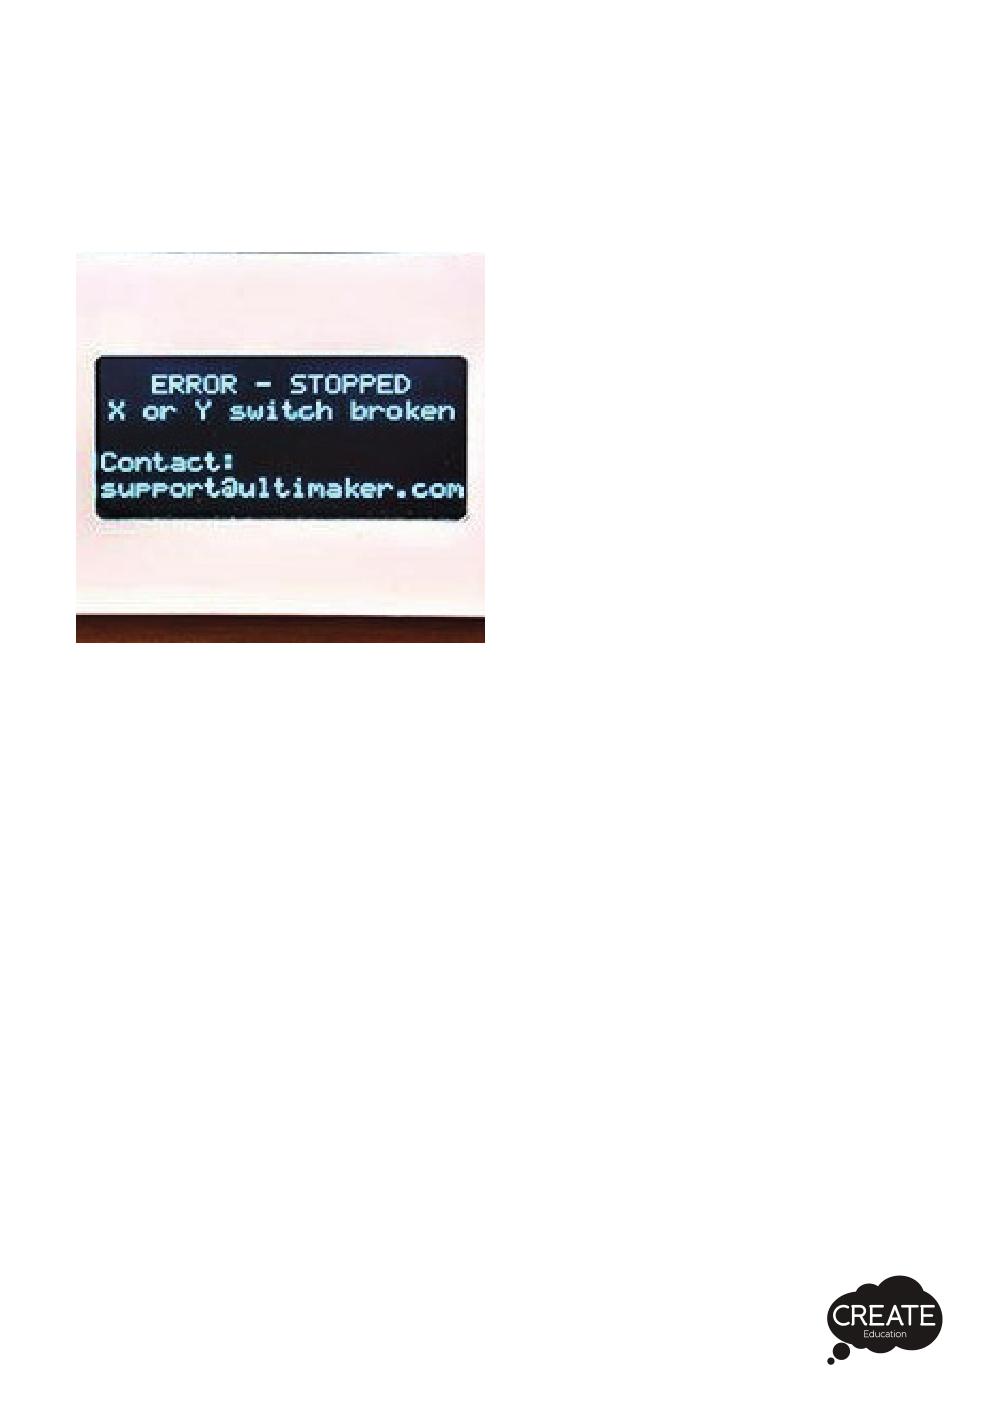 ERROR - STOPPED
X or Y switch broken
Contact:
support@ultimaker.com
CREATE
Education